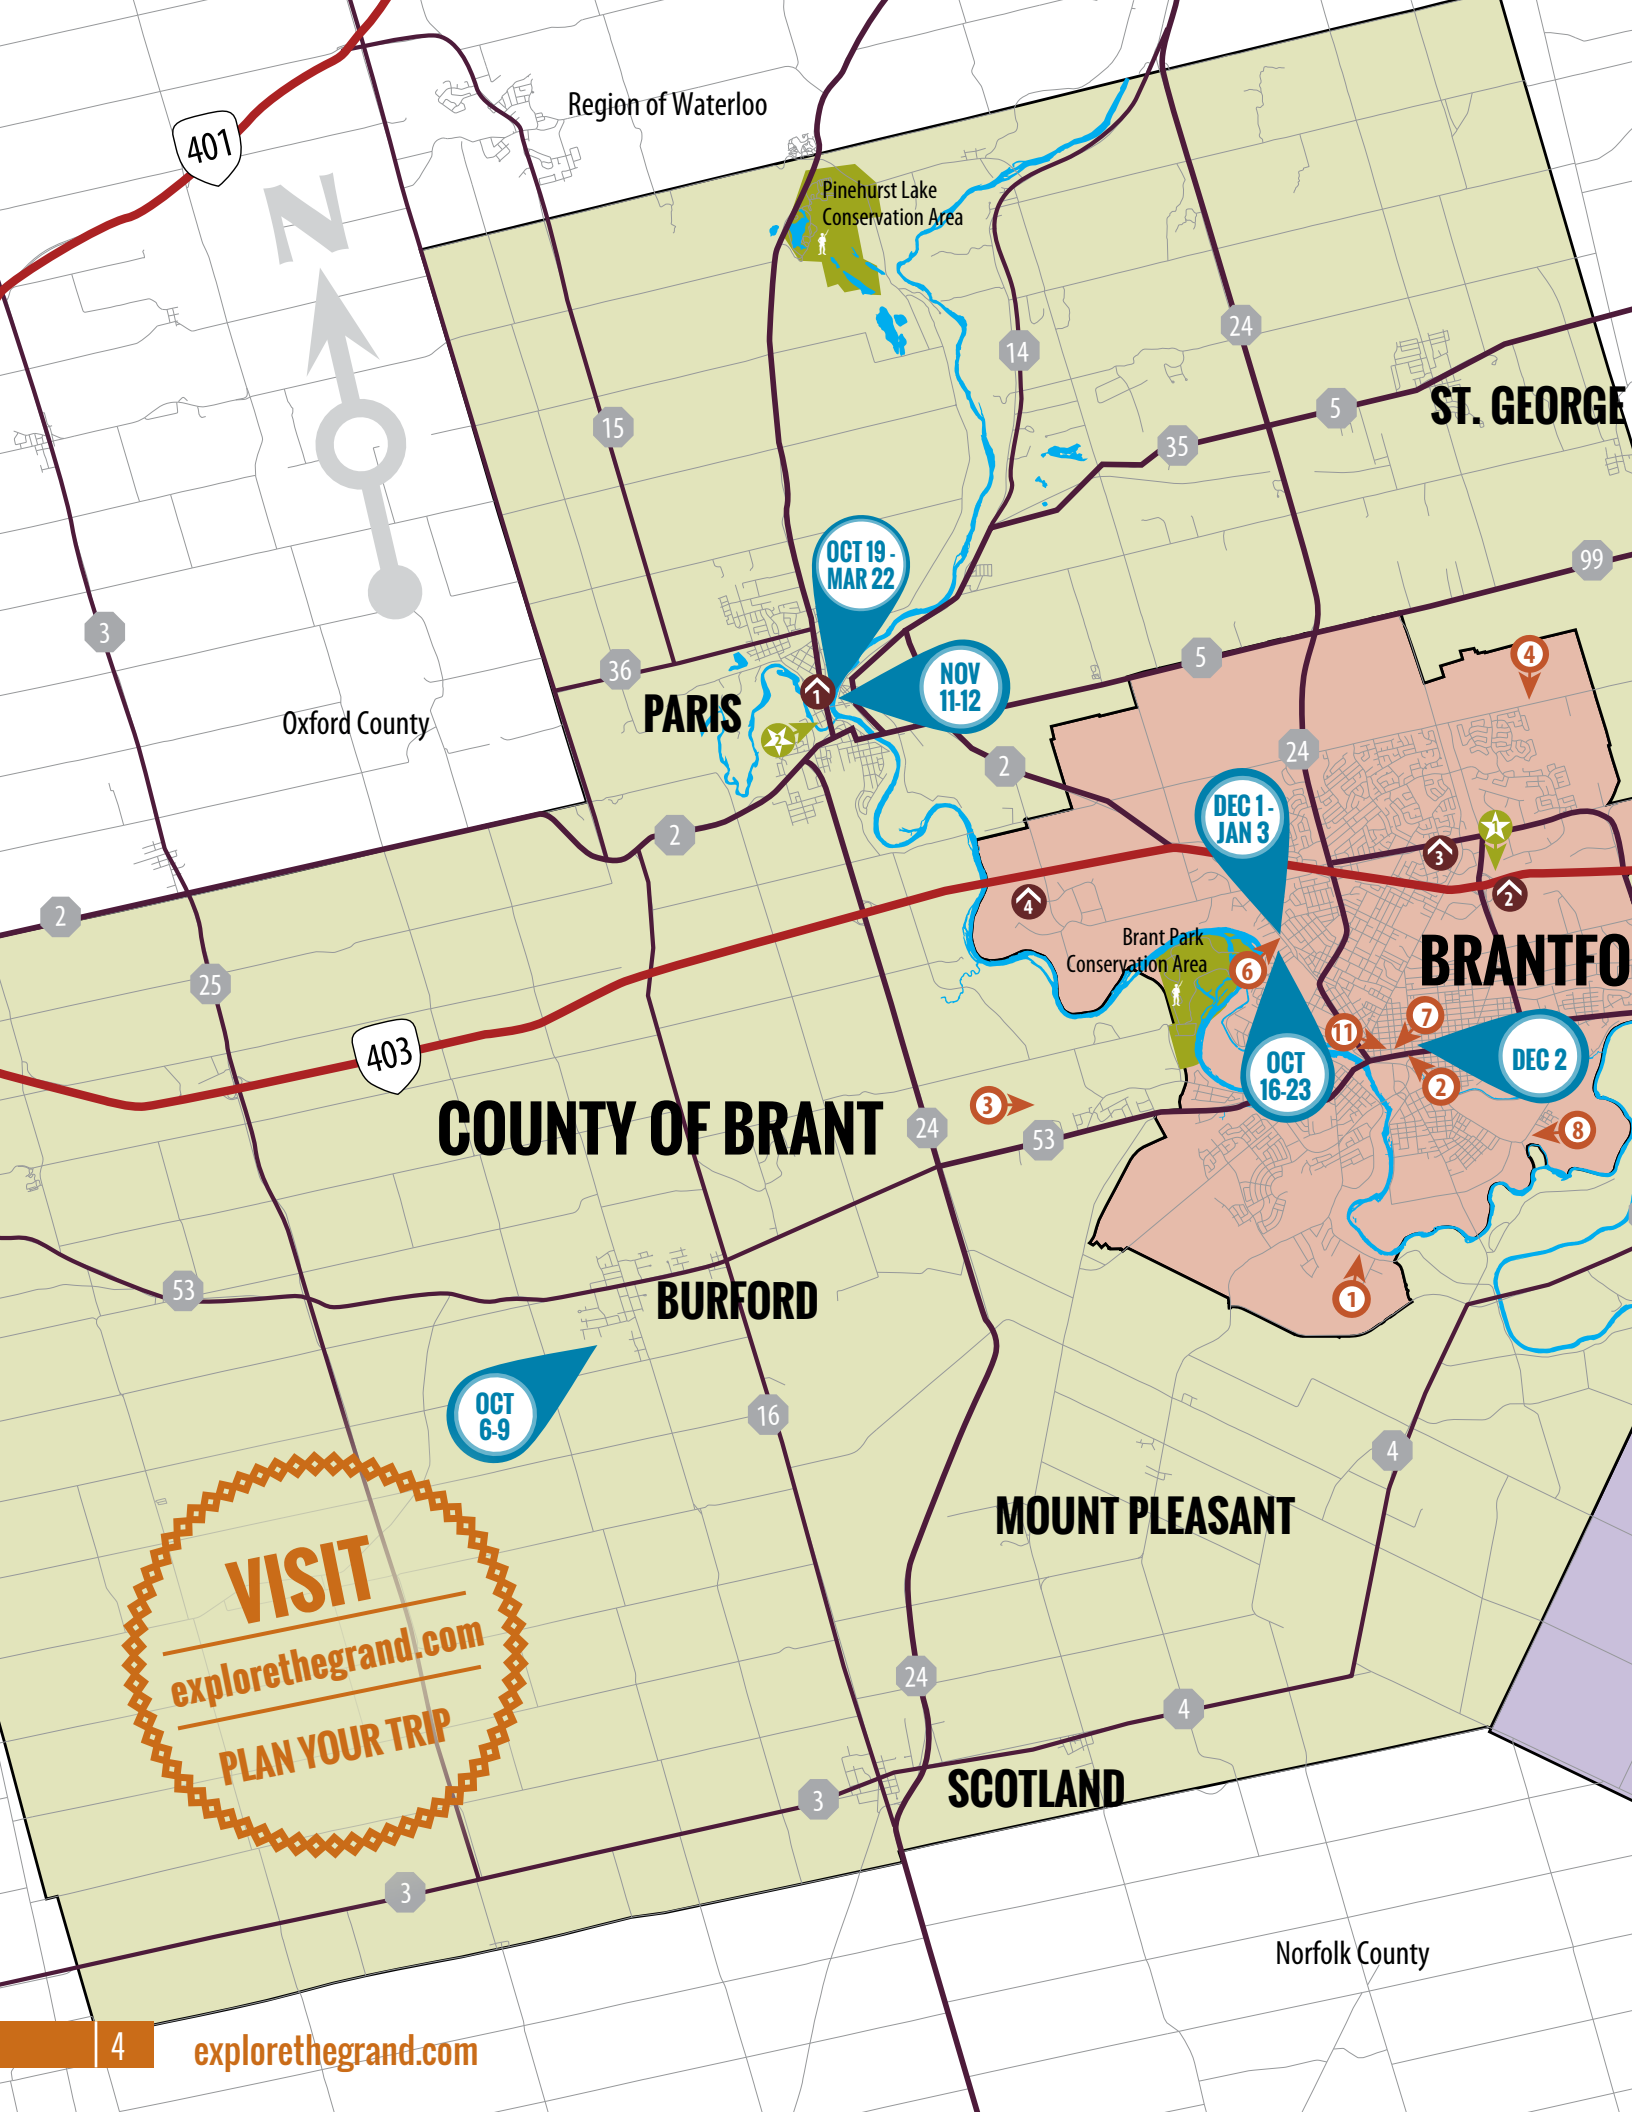 Region of Waterloo
401
N
Pinehurst Lake
Conservation Area
24
14
ST. GEORGE
5
15
35
OCT 19 -
MAR 22
99
3
4
36
5
NOV
11-12
1
PARIS
Oxford County
2
1
24
2
DEC 1 -
JAN 3
2
1
3
4
2
2
Brant Park
Conservation Area
BRANTFO
6
25
7
11
403
OCT
16-23
DEC 2
2
3
COUNTY OF BRANT
24
53
8
53
BURFORD
1
OCT
6-9
16
4
MOUNT PLEASANT
VISIT
explorethegrand.com
PLAN YOUR TRIP
24
4
SCOTLAND
3
3
Norfolk County
4
explorethegrand.com